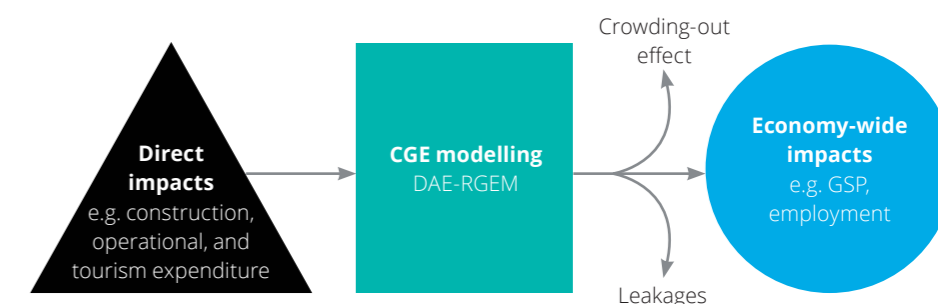 Direct
impacts
e.g. construction,
operational, and
tourism expenditure
CGE modelling
DAE-RGEM
Crowding-out
effect
Leakages
Economy-wide
impacts
e.g. GSP,
employment